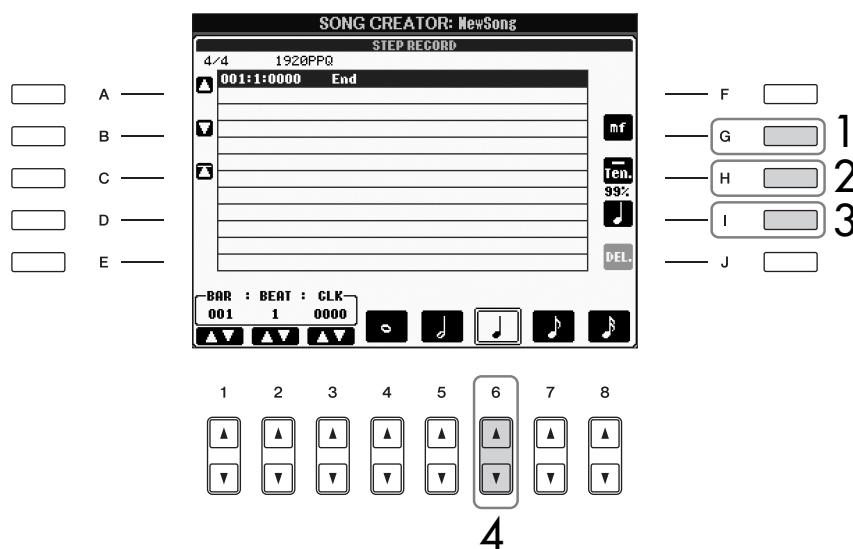 SONG CREATOR: NewSong
STEP RECORD
4/4 1920PPQ
001:1:0000 End
A
B
C
D
E
F
G
H
I
J
1
2
3
mf
Ten.
99%
DEL.
BAR : BEAT : CLK
001 1 0000
1 2 3 4 5 6 7 8
4